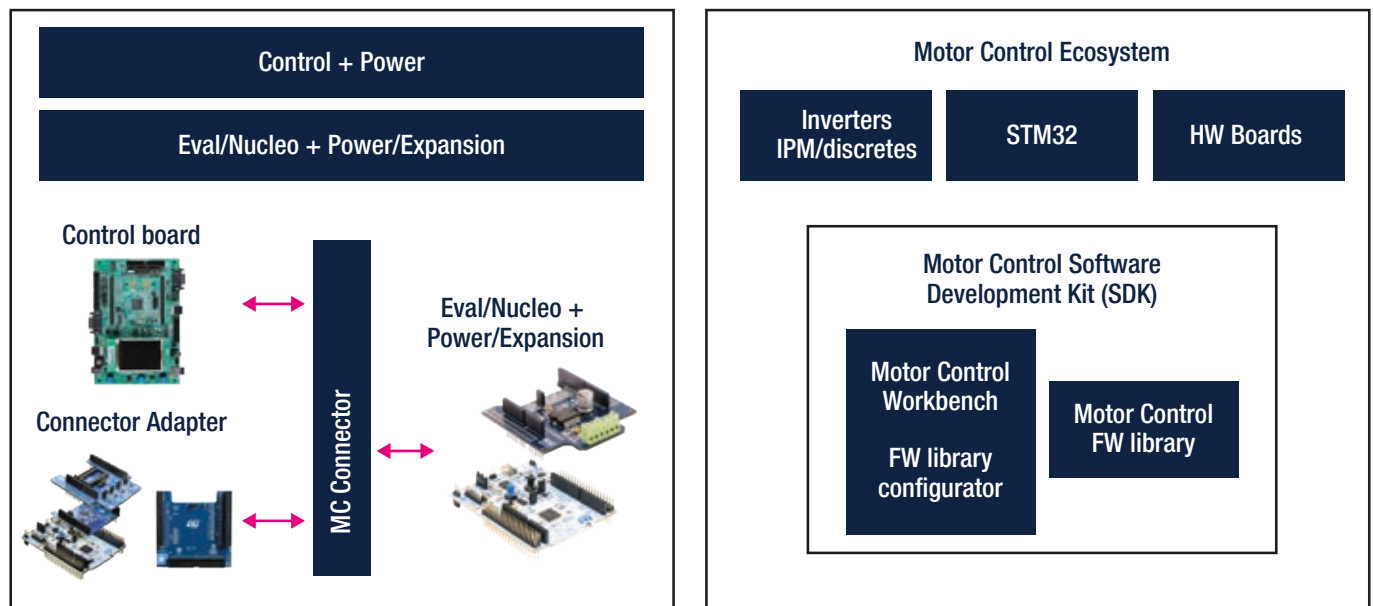 Control + Power
Eval/Nucleo + Power/Expansion
Control board
Eval/Nucleo +
Power/Expansion
MC Connector
Connector Adapter
Motor Control Ecosystem
Inverters
IPM/discretes
STM32
HW Boards
Motor Control Software
Development Kit (SDK)
Motor Control
Workbench
FW library
configurator
Motor Control
FW library